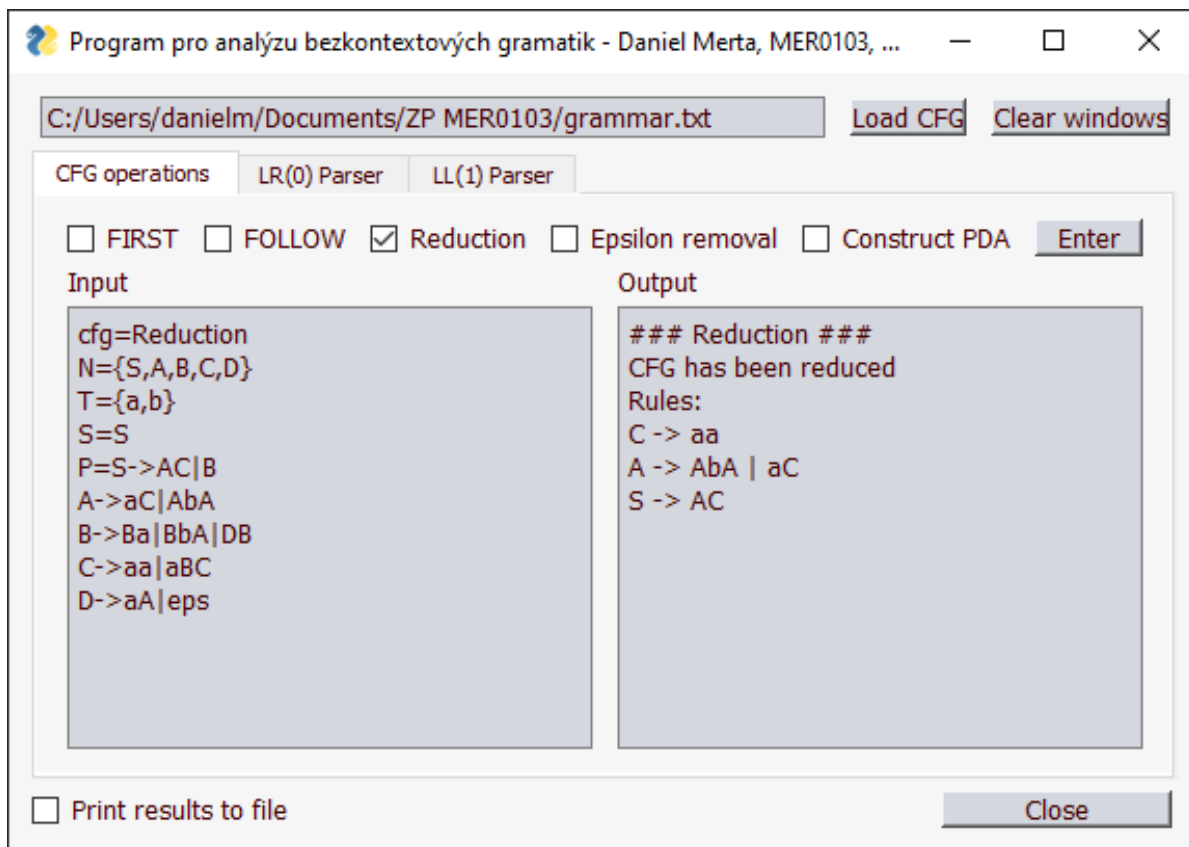 Program pro analýzu bezkontextových gramatik - Daniel Merta, MER0103, ...
C:/Users/danielm/Documents/ZP MER0103/grammar.txt Load CFG Clear windows
CFG operations LR(0) Parser LL(1) Parser
FIRST FOLLOW Reduction Epsilon removal Construct PDA Enter
Input
cfg=Reduction
N={S,A,B,C,D}
T={a,b}
S=S
P=S->AC|B
A->aC|AbA
B->Ba|BbA|DB
C->aa|aBC
D->aA|eps
Output
### Reduction ###
CFG has been reduced
Rules:
C -> aa
A -> AbA | aC
S -> AC
Print results to file Close